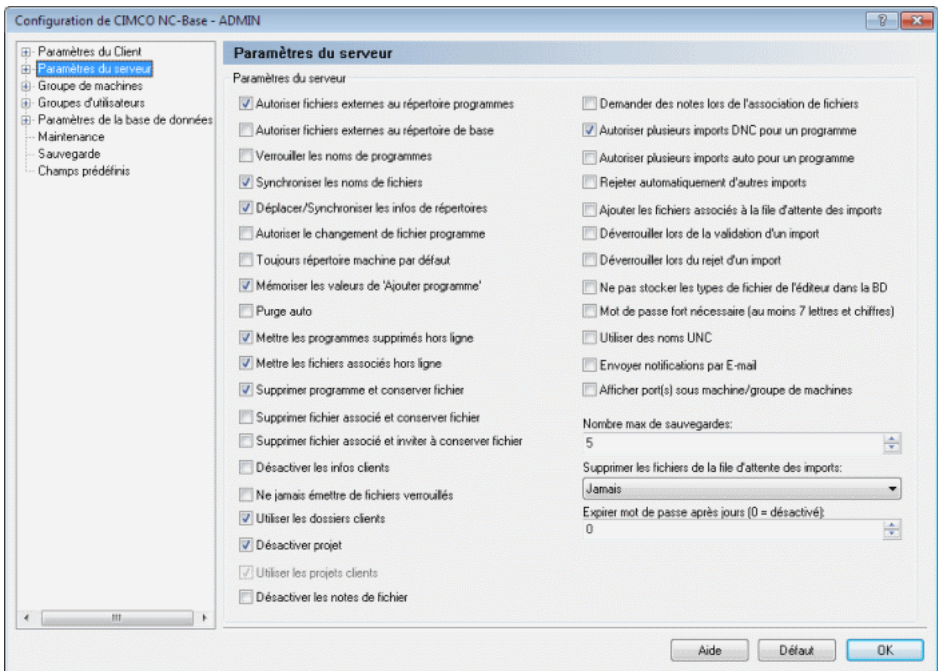 Configuration de CIMCO NC-Base - ADMIN
Paramètres du Client
Paramètres du serveur
Groupe de machines
Groupes d'utilisateurs
Paramètres de la base de données
Maintenance
Sauvegarde
Champs prédéfinis
Paramètres du serveur
Paramètres du serveur
Autoriser fichiers externes au répertoire programmes
Autoriser fichiers externes au répertoire de base
Verrouiller les noms de programmes
Synchroniser les noms de fichiers
Déplacer/Synchroniser les infos de répertoires
Autoriser le changement de fichier programme
Toujours répertoire machine par défaut
Mémoriser les valeurs de 'Ajouter programme'
Purge auto
Mettre les programmes supprimés hors ligne
Mettre les fichiers associés hors ligne
Supprimer programme et conserver fichier
Supprimer fichier associé et conserver fichier
Supprimer fichier associé et inviter à conserver fichier
Désactiver les infos clients
Ne jamais émettre de fichiers verrouillés
Utiliser les dossiers clients
Désactiver projet
Utiliser les projets clients
Désactiver les notes de fichier
Demander des notes lors de l'association de fichiers
Autoriser plusieurs imports DNC pour un programme
Autoriser plusieurs imports auto pour un programme
Rejeter automatiquement d'autres imports
Ajouter les fichiers associés à la file d'attente des imports
Déverrouiller lors de la validation d'un import
Déverrouiller lors du rejet d'un import
Ne pas stocker les types de fichier de l'éditeur dans la BD
Mot de passe fort nécessaire (au moins 7 lettres et chiffres)
Utiliser des noms UNC
Envoyer notifications par E-mail
Afficher port(s) sous machine/groupe de machines
Nombre max de sauvegardes:
5
Supprimer les fichiers de la file d'attente des imports:
Jamais
Expirer mot de passe après jours (0 = désactivé):
0
Aide
Défaut
OK